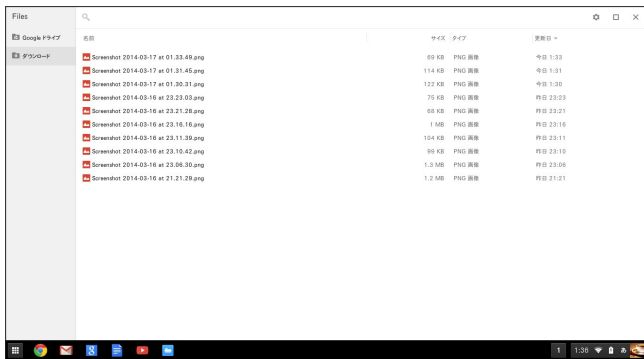 Files
Google ドライブ
ダウンロード
名前 サイズ タイプ 更新日
Screenshot 2014-03-17 at 01.33.49.png 69 KB PNG 画像 今日 1:33
Screenshot 2014-03-17 at 01.31.45.png 114 KB PNG 画像 今日 1:31
Screenshot 2014-03-17 at 01.30.31.png 122 KB PNG 画像 今日 1:30
Screenshot 2014-03-16 at 23.23.03.png 75 KB PNG 画像 昨日 23:23
Screenshot 2014-03-16 at 23.21.28.png 68 KB PNG 画像 昨日 23:21
Screenshot 2014-03-16 at 23.16.16.png 1 MB PNG 画像 昨日 23:16
Screenshot 2014-03-16 at 23.11.39.png 104 KB PNG 画像 昨日 23:11
Screenshot 2014-03-16 at 23.10.42.png 99 KB PNG 画像 昨日 23:10
Screenshot 2014-03-16 at 23.06.30.png 1.3 MB PNG 画像 昨日 23:06
Screenshot 2014-03-16 at 21.21.29.png 1.2 MB PNG 画像 昨日 21:21
1 1:36 あ